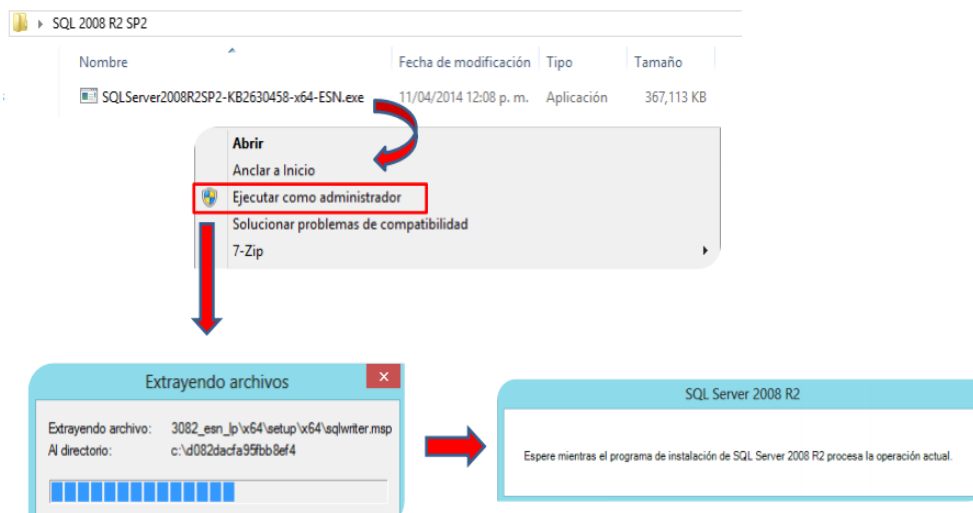 SQL 2008 R2 SP2
Nombre Fecha de modificación Tipo Tamaño
SQLServer2008R2SP2-KB2630458-x64-ESN.exe 11/04/2014 12:08 p. m. Aplicación 367,113 KB
Abrir
Anclar a Inicio
Ejecutar como administrador
Solucionar problemas de compatibilidad
7-Zip
Extrayendo archivos
Extrayendo archivo: 3082_esn_lp\x64\setup\x64\sqlwriter.msp
Al directorio: c:\d082dacfa95fbb8ef4
SQL Server 2008 R2
Espere mientras el programa de instalación de SQL Server 2008 R2 procesa la operación actual.